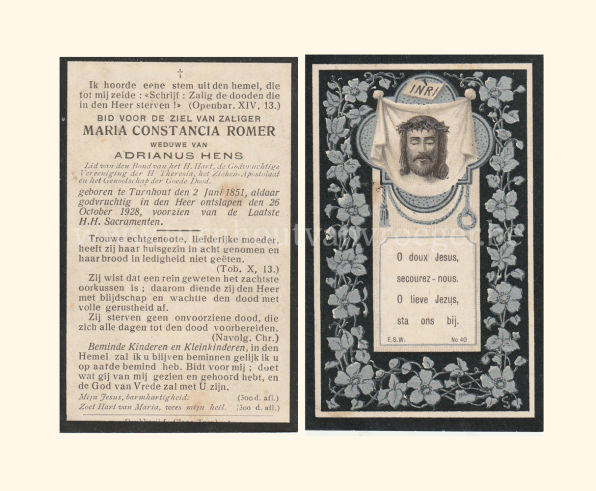 Ik hoorde eene stem uit den hemel, die
tot mij zeide: «Schrijf: Zalig de dooden die
in den Heer sterven!» (Openbar. XIV, 13.)
BID VOOR DE ZIEL VAN ZALIGER
MARIA CONSTANCIA ROMER
WEDUWE VAN
ADRIANUS HENS
Lid van den Bond van het H. Hart, de Godvruchtige
Vereeniging der H. Theresia, het Zieken-Apostolaat
en het Genootschap der Goede Dood.
geboren te Turnhout den 2 Juni 1851, aldaar
godvruchtig in den Heer ontslapen den 26
October 1928, voorzien van de Laatste
H.H. Sacramenten.
Trouwe echtgenoote, liefderijke moeder,
heeft zij haar huisgezin in acht genomen en
haar brood in ledigheid niet geëten.
(Tob. X, 13.)
Zij wist dat een rein geweten het zachtste
oorkussen is; daarom diende zij den Heer
met blijdschap en wachtte den dood met
volle gerustheid af.
Zij sterven geen onvoorziene dood, die
zich alle dagen tot den dood voorbereiden.
(Navolg. Chr.)
Beminde Kinderen en Kleinkinderen, in den
Hemel zal ik u blijven beminnen gelijk ik u
op aarde bemind heb. Bidt voor mij; doet
wat gij van mij gezien en gehoord hebt, en
de God van Vrede zal met U zijn.
Mijn Jesus, barmhartigheid. (300 d. afl.)
Zoet Hart van Maria, wees mijn heil. (300 d. afl.)
INRI
O doux Jesus,
secourez-nous.
O lieve Jezus,
sta ons bij.
E.S.W. No 40